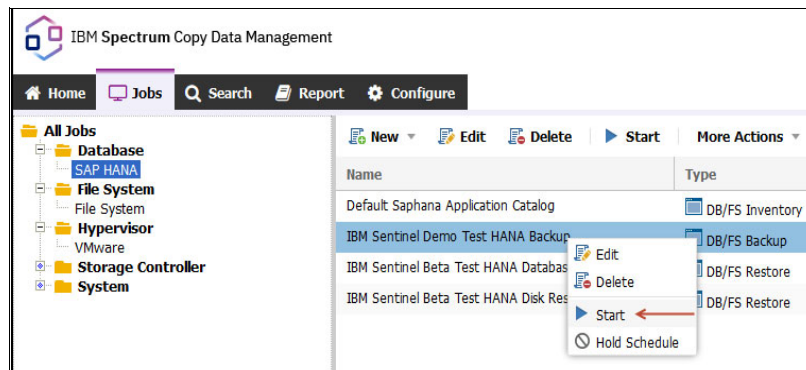 IBM Spectrum Copy Data Management
Home Jobs Search Report Configure
All Jobs
Database
SAP HANA
File System
File System
Hypervisor
VMware
Storage Controller
System
New Edit Delete Start More Actions
Name Type
Default Saphana Application Catalog DB/FS Inventory
IBM Sentinel Demo Test HANA Backup DB/FS Backup
IBM Sentinel Beta Test HANA Databas DB/FS Restore
IBM Sentinel Beta Test HANA Disk Res DB/FS Restore
Edit
Delete
Start
Hold Schedule